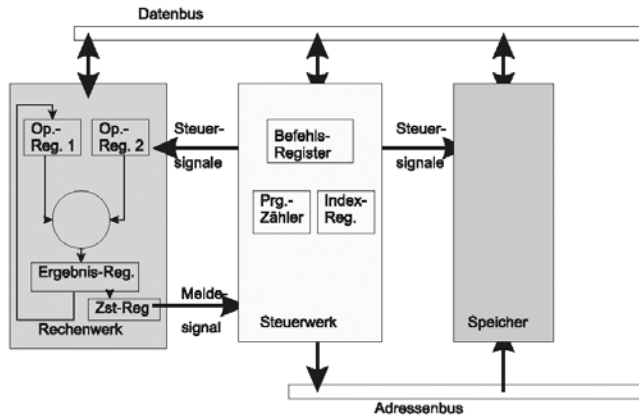 Datenbus
Op.-
Reg. 1
Op.-
Reg. 2
Steuer-
signale
Befehls-
Register
Steuer-
signale
Prg.-
Zähler
Index-
Reg.
Ergebnis-Reg.
Zst-Reg
Rechenwerk
Melde-
signal
Steuerwerk
Speicher
Adressenbus